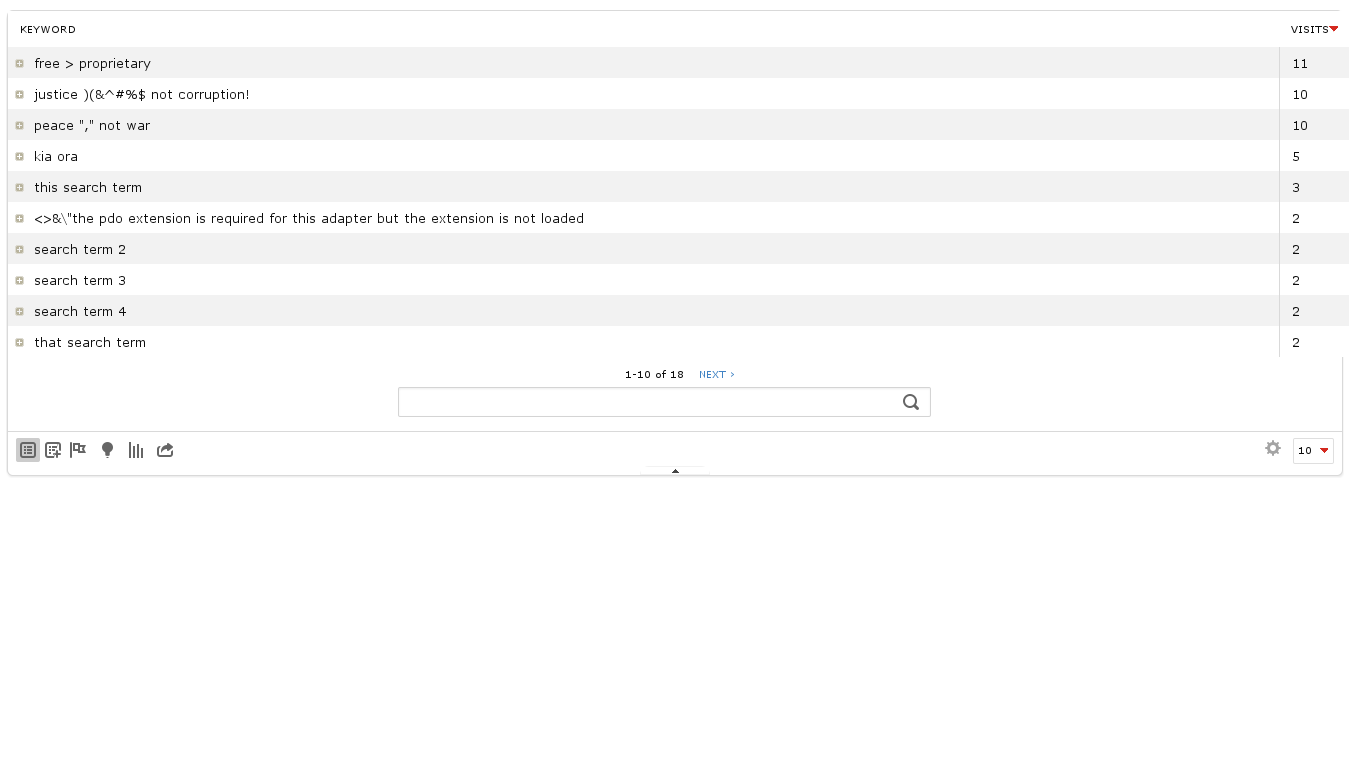 KEYWORD VISITS
free > proprietary 11
justice )(&^#%$ not corruption! 10
peace "," not war 10
kia ora 5
this search term 3
<>&\"the pdo extension is required for this adapter but the extension is not loaded 2
search term 2 2
search term 3 2
search term 4 2
that search term 2
1-10 of 18 NEXT ›
10